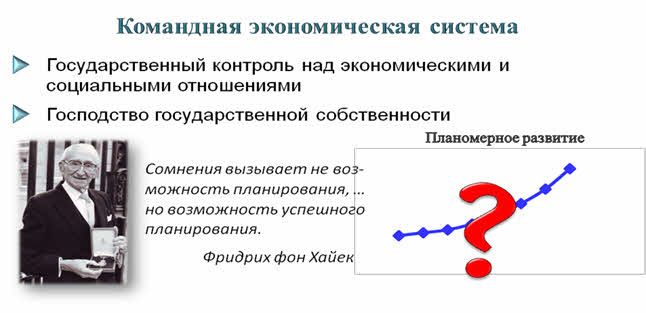 Командная экономическая система
Государственный контроль над экономическими и
социальными отношениями
Господство государственной собственности
Планомерное развитие
Сомнения вызывает не воз-
можность планирования, ...
но возможность успешного
планирования.
Фридрих фон Хайек
?